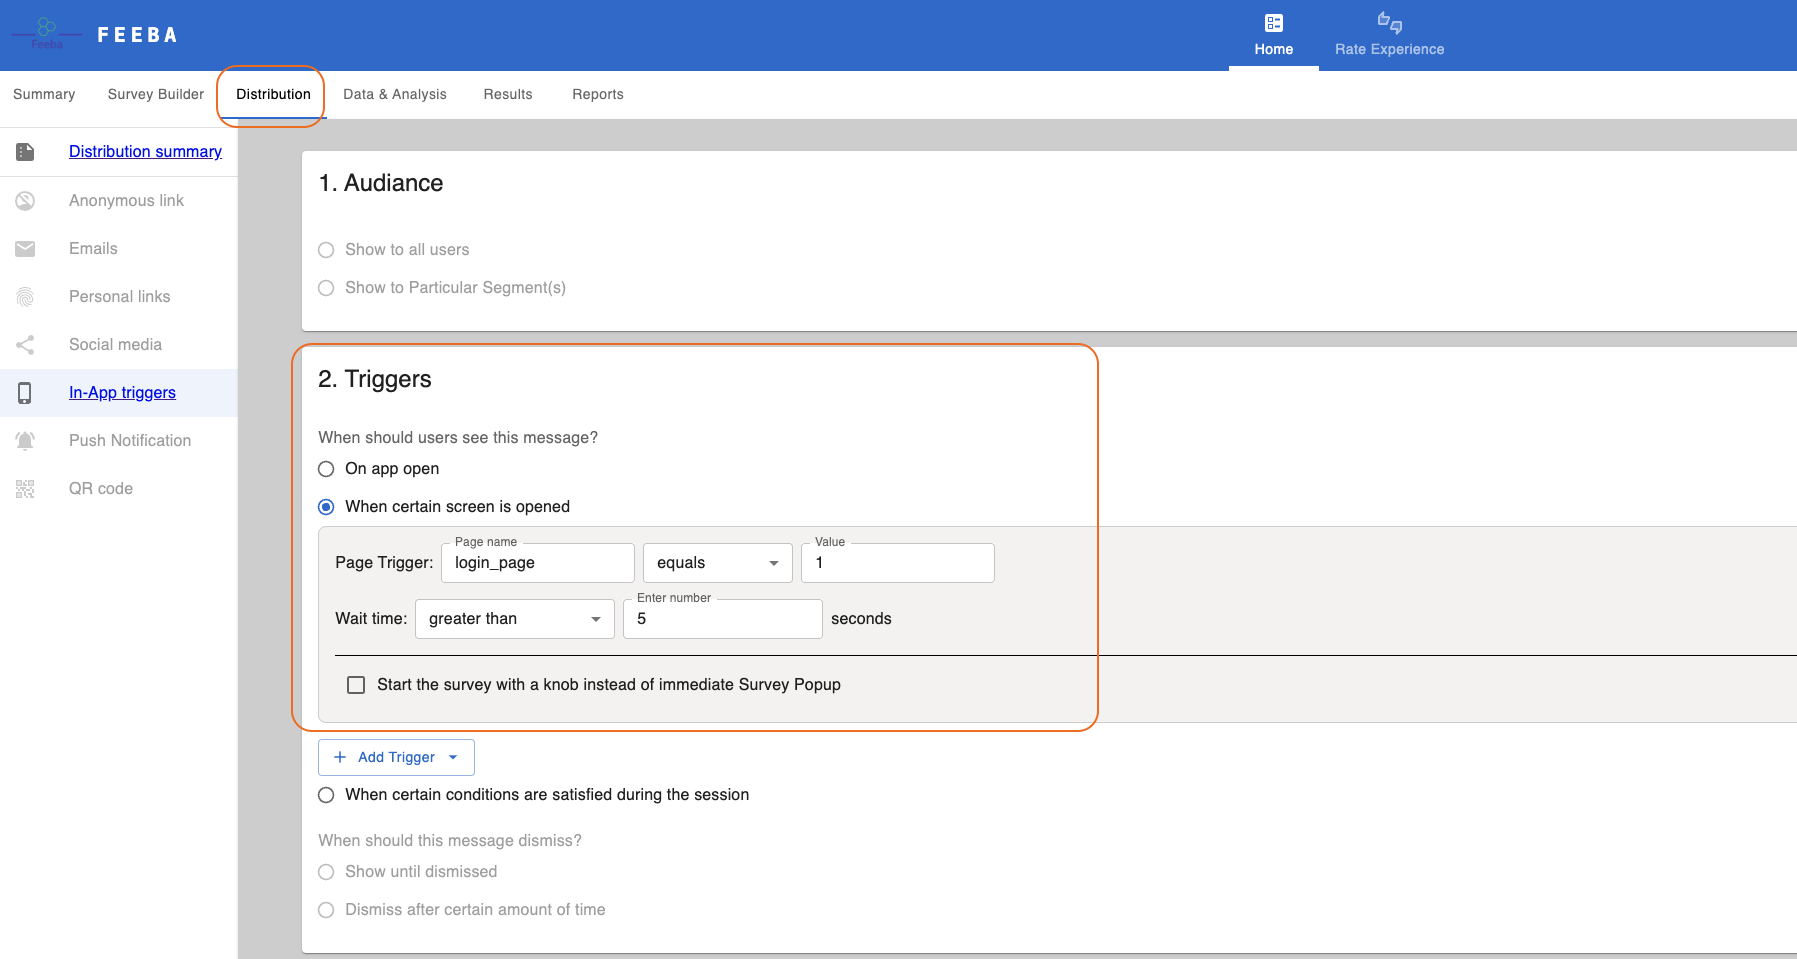 Feeba
FEEBA
Home
Rate Experience
Summary
Survey Builder
Distribution
Data & Analysis
Results
Reports
Distribution summary
Anonymous link
Emails
Personal links
Social media
In-App triggers
Push Notification
QR code
1. Audiance
Show to all users
Show to Particular Segment(s)
2. Triggers
When should users see this message?
On app open
When certain screen is opened
Page name
Value
Page Trigger: login_page equals 1
Enter number
Wait time: greater than 5 seconds
Start the survey with a knob instead of immediate Survey Popup
+ Add Trigger
When certain conditions are satisfied during the session
When should this message dismiss?
Show until dismissed
Dismiss after certain amount of time